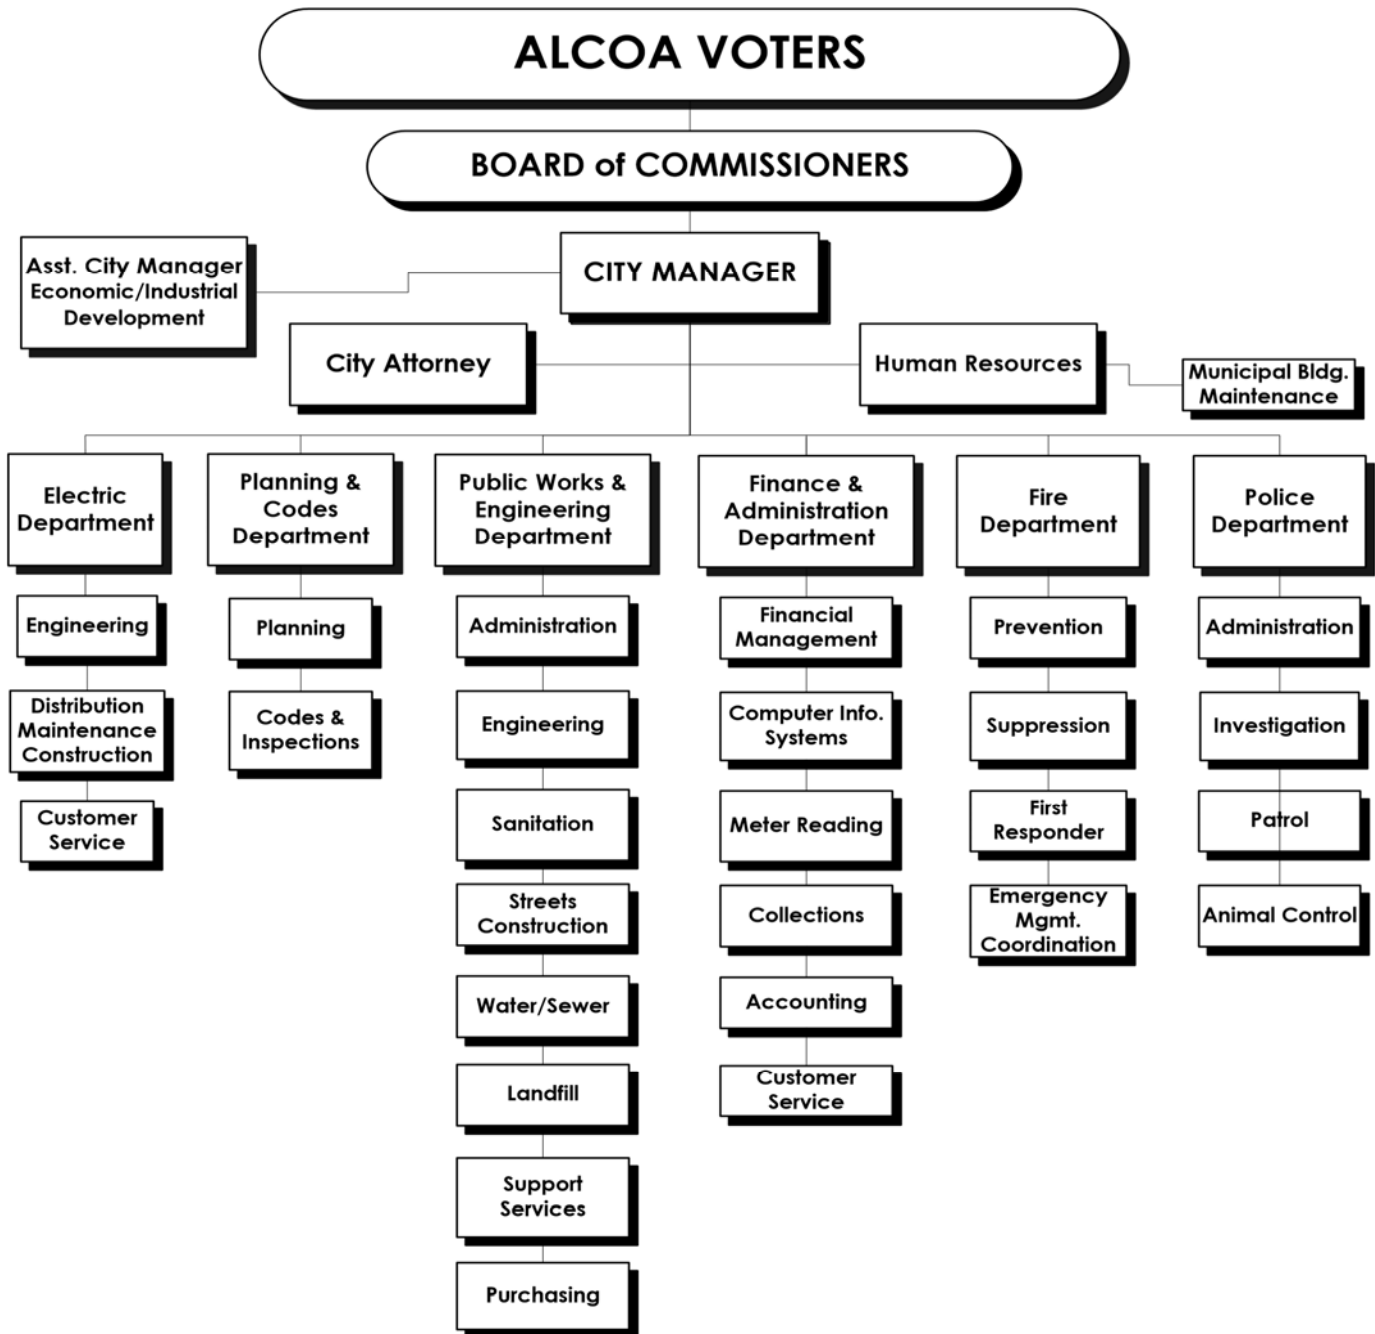 ALCOA VOTERS
BOARD of COMMISSIONERS
Asst. City Manager
Economic/Industrial
Development
CITY MANAGER
City Attorney
Human Resources
Municipal Bldg.
Maintenance
Electric
Department
Planning &
Codes
Department
Public Works &
Engineering
Department
Finance &
Administration
Department
Fire
Department
Police
Department
Engineering
Distribution
Maintenance
Construction
Customer
Service
Planning
Codes &
Inspections
Administration
Engineering
Sanitation
Streets
Construction
Water/Sewer
Landfill
Support
Services
Purchasing
Financial
Management
Computer Info.
Systems
Meter Reading
Collections
Accounting
Customer
Service
Prevention
Suppression
First
Responder
Emergency
Mgmt.
Coordination
Administration
Investigation
Patrol
Animal Control